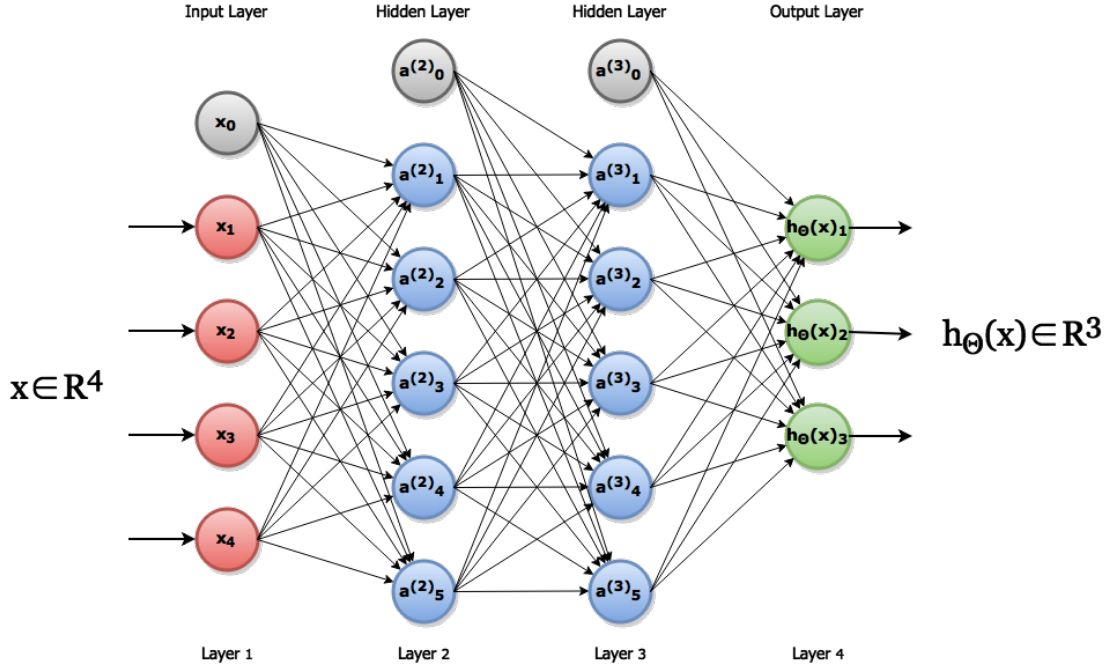 Input Layer
Hidden Layer
Hidden Layer
Output Layer
x₀
x₁
x₂
x₃
x₄
a⁽²⁾₀
a⁽²⁾₁
a⁽²⁾₂
a⁽²⁾₃
a⁽²⁾₄
a⁽²⁾₅
a⁽³⁾₀
a⁽³⁾₁
a⁽³⁾₂
a⁽³⁾₃
a⁽³⁾₄
a⁽³⁾₅
hΘ(x)₁
hΘ(x)₂
hΘ(x)₃
x∈R⁴
hΘ(x)∈R³
Layer 1
Layer 2
Layer 3
Layer 4